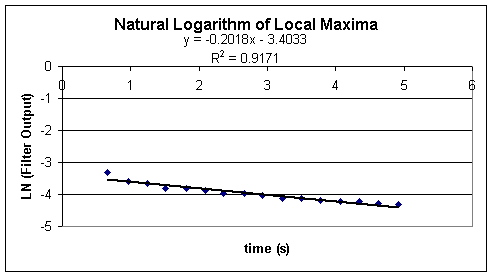 Natural Logarithm of Local Maxima
y = -0.2018x - 3.4033
R² = 0.9171
0
0 1 2 3 4 5 6
-1
-2
-3
-4
-5
LN (Filter Output)
time (s)